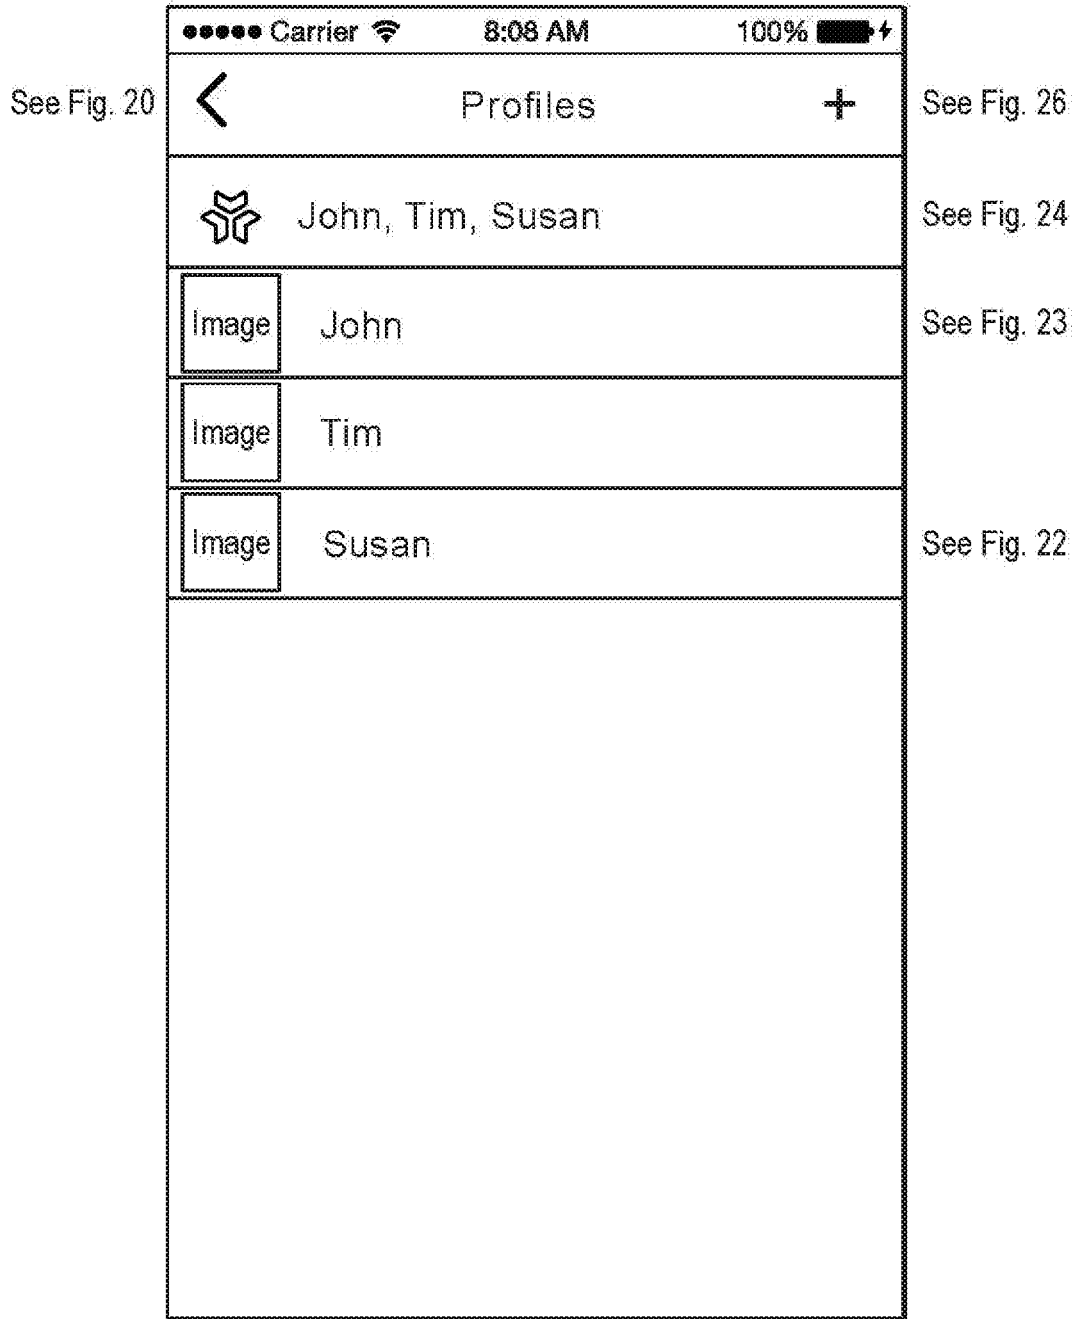 Carrier 8:08 AM 100%
See Fig. 20 Profiles + See Fig. 26
John, Tim, Susan See Fig. 24
Image John See Fig. 23
Image Tim
Image Susan See Fig. 22